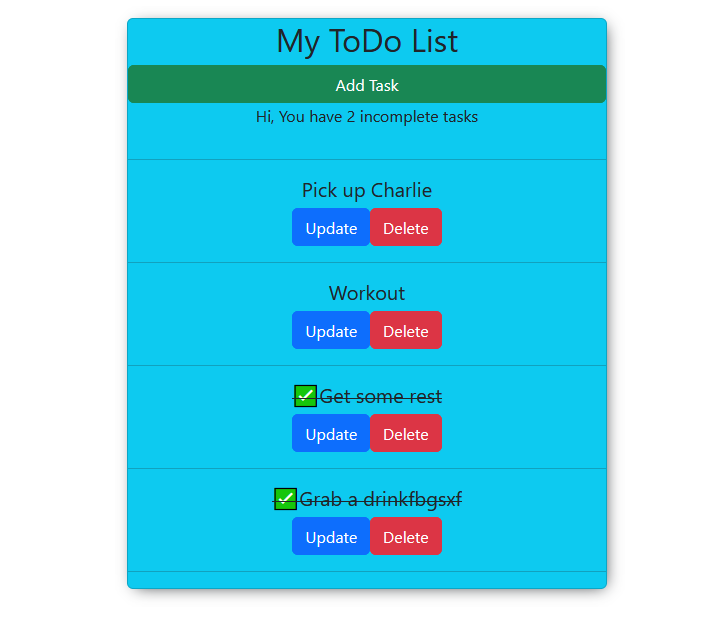 My ToDo List
Add Task
Hi, You have 2 incomplete tasks
Pick up Charlie
Update Delete
Workout
Update Delete
✅Get some rest
Update Delete
✅Grab a drinkfbgsxf
Update Delete